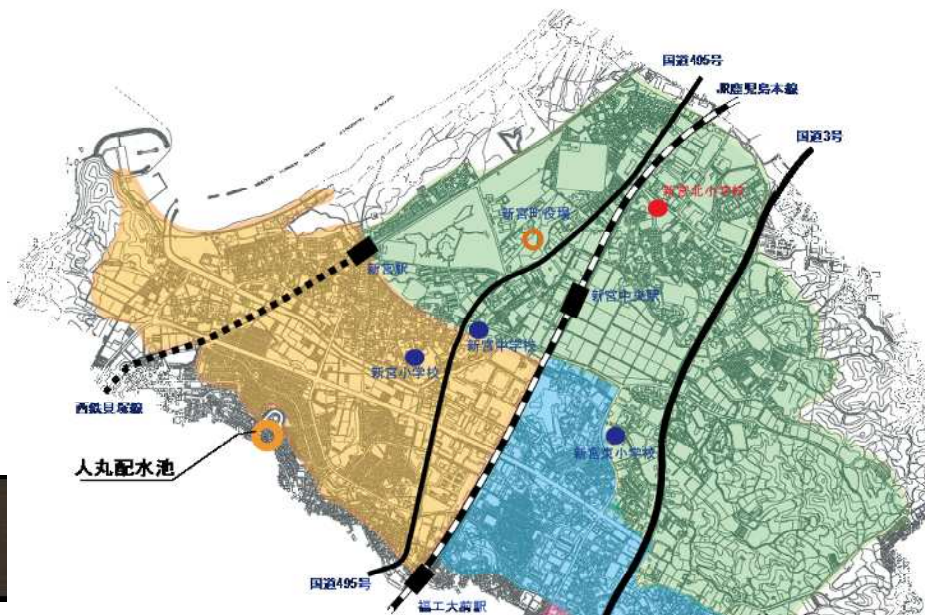 国道495号
JR鹿児島本線
国道3号
新宮北小学校
新宮町役場
新宮駅
新宮中央駅
新宮中学校
新宮小学校
西鉄貝塚線
新宮東小学校
人丸配水池
国道495号
福工大前駅